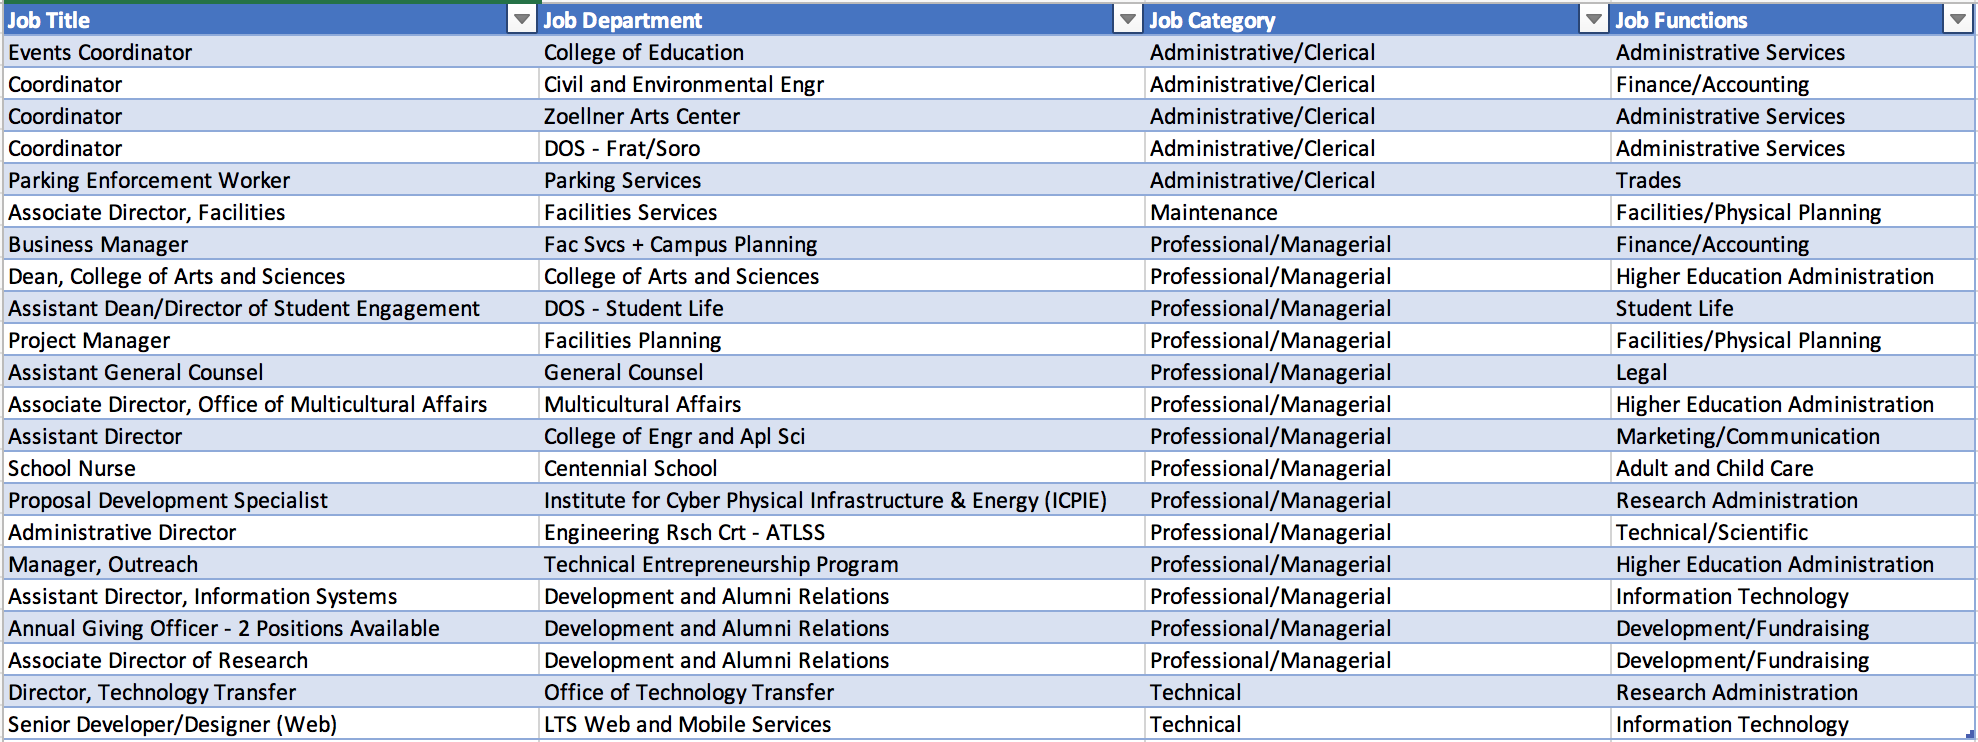 Job Title Job Department Job Category Job Functions
Events Coordinator College of Education Administrative/Clerical Administrative Services
Coordinator Civil and Environmental Engr Administrative/Clerical Finance/Accounting
Coordinator Zoellner Arts Center Administrative/Clerical Administrative Services
Coordinator DOS - Frat/Soro Administrative/Clerical Administrative Services
Parking Enforcement Worker Parking Services Administrative/Clerical Trades
Associate Director, Facilities Facilities Services Maintenance Facilities/Physical Planning
Business Manager Fac Svcs + Campus Planning Professional/Managerial Finance/Accounting
Dean, College of Arts and Sciences College of Arts and Sciences Professional/Managerial Higher Education Administration
Assistant Dean/Director of Student Engagement DOS - Student Life Professional/Managerial Student Life
Project Manager Facilities Planning Professional/Managerial Facilities/Physical Planning
Assistant General Counsel General Counsel Professional/Managerial Legal
Associate Director, Office of Multicultural Affairs Multicultural Affairs Professional/Managerial Higher Education Administration
Assistant Director College of Engr and Apl Sci Professional/Managerial Marketing/Communication
School Nurse Centennial School Professional/Managerial Adult and Child Care
Proposal Development Specialist Institute for Cyber Physical Infrastructure & Energy (ICPIE) Professional/Managerial Research Administration
Administrative Director Engineering Rsch Crt - ATLSS Professional/Managerial Technical/Scientific
Manager, Outreach Technical Entrepreneurship Program Professional/Managerial Higher Education Administration
Assistant Director, Information Systems Development and Alumni Relations Professional/Managerial Information Technology
Annual Giving Officer - 2 Positions Available Development and Alumni Relations Professional/Managerial Development/Fundraising
Associate Director of Research Development and Alumni Relations Professional/Managerial Development/Fundraising
Director, Technology Transfer Office of Technology Transfer Technical Research Administration
Senior Developer/Designer (Web) LTS Web and Mobile Services Technical Information Technology